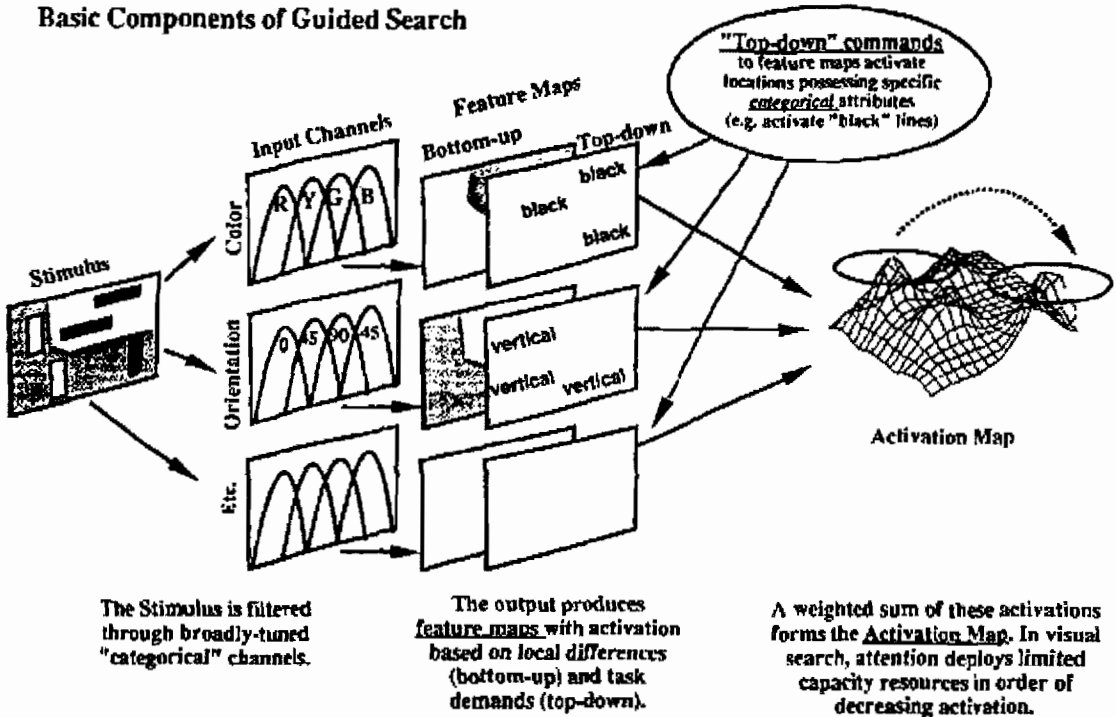 Basic Components of Guided Search
"Top-down" commands
to feature maps activate
locations possessing specific
categorical attributes
(e.g. activate "black" lines)
Feature Maps
Input Channels
Bottom-up
Top-down
Stimulus
Color
R Y G B
black
black
black
Orientation
0 45 90 -45
vertical
vertical
vertical
Etc.
Activation Map
The Stimulus is filtered
through broadly-tuned
"categorical" channels.
The output produces
feature maps with activation
based on local differences
(bottom-up) and task
demands (top-down).
A weighted sum of these activations
forms the Activation Map. In visual
search, attention deploys limited
capacity resources in order of
decreasing activation.